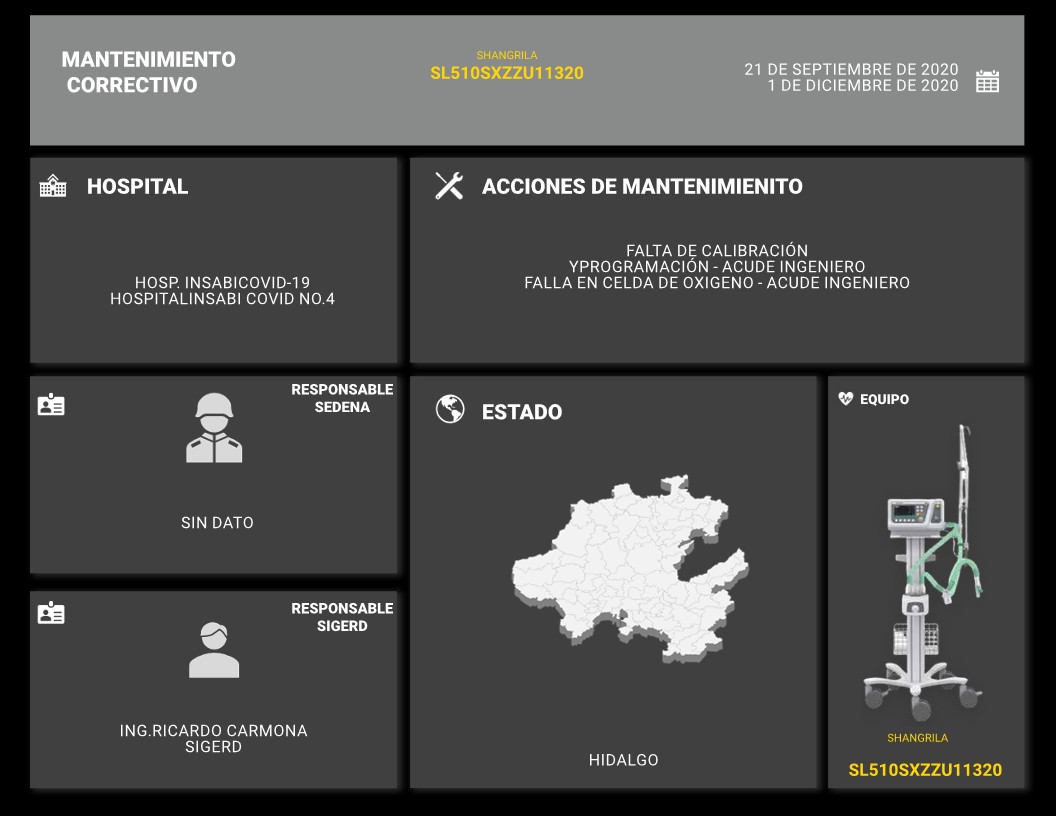 MANTENIMIENTO
CORRECTIVO
SHANGRILA
SL510SXZZU11320
21 DE SEPTIEMBRE DE 2020
1 DE DICIEMBRE DE 2020
HOSPITAL
HOSP. INSABICOVID-19
HOSPITALINSABI COVID NO.4
ACCIONES DE MANTENIMIENITO
FALTA DE CALIBRACIÓN
YPROGRAMACIÓN - ACUDE INGENIERO
FALLA EN CELDA DE OXIGENO - ACUDE INGENIERO
RESPONSABLE
SEDENA
SIN DATO
RESPONSABLE
SIGERD
ING.RICARDO CARMONA
SIGERD
ESTADO
HIDALGO
EQUIPO
SHANGRILA
SL510SXZZU11320